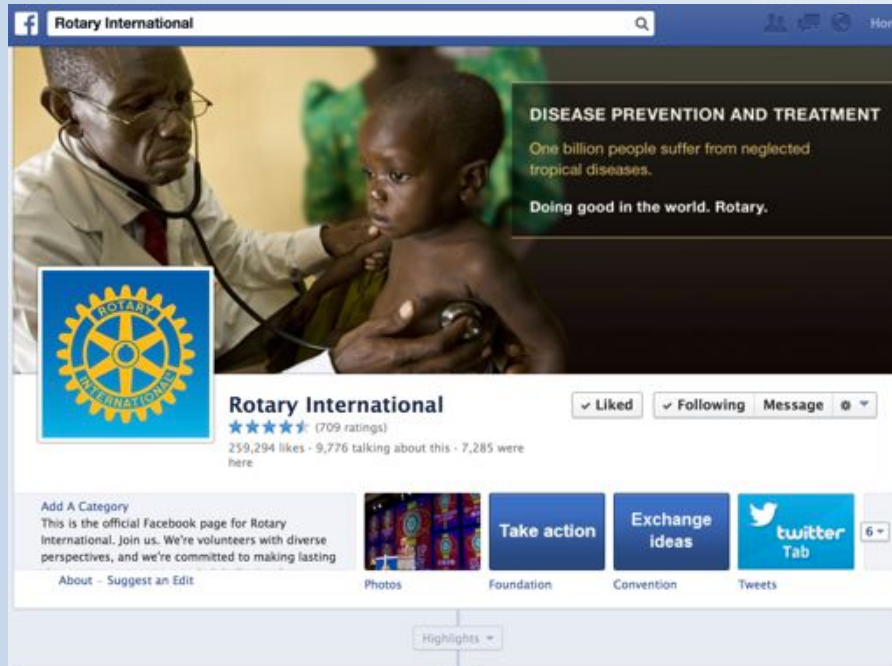 Rotary International
Hom
DISEASE PREVENTION AND TREATMENT
One billion people suffer from neglected
tropical diseases.
Doing good in the world. Rotary.
ROTARY
INTERNATIONAL
Rotary International
(709 ratings)
259,294 likes · 9,776 talking about this · 7,285 were
here
✓ Liked
✓ Following
Message
Add A Category
This is the official Facebook page for Rotary
International. Join us. We're volunteers with diverse
perspectives, and we're committed to making lasting
About – Suggest an Edit
Take action
Exchange
ideas
twitter
Tab
6
Photos
Foundation
Convention
Tweets
Highlights